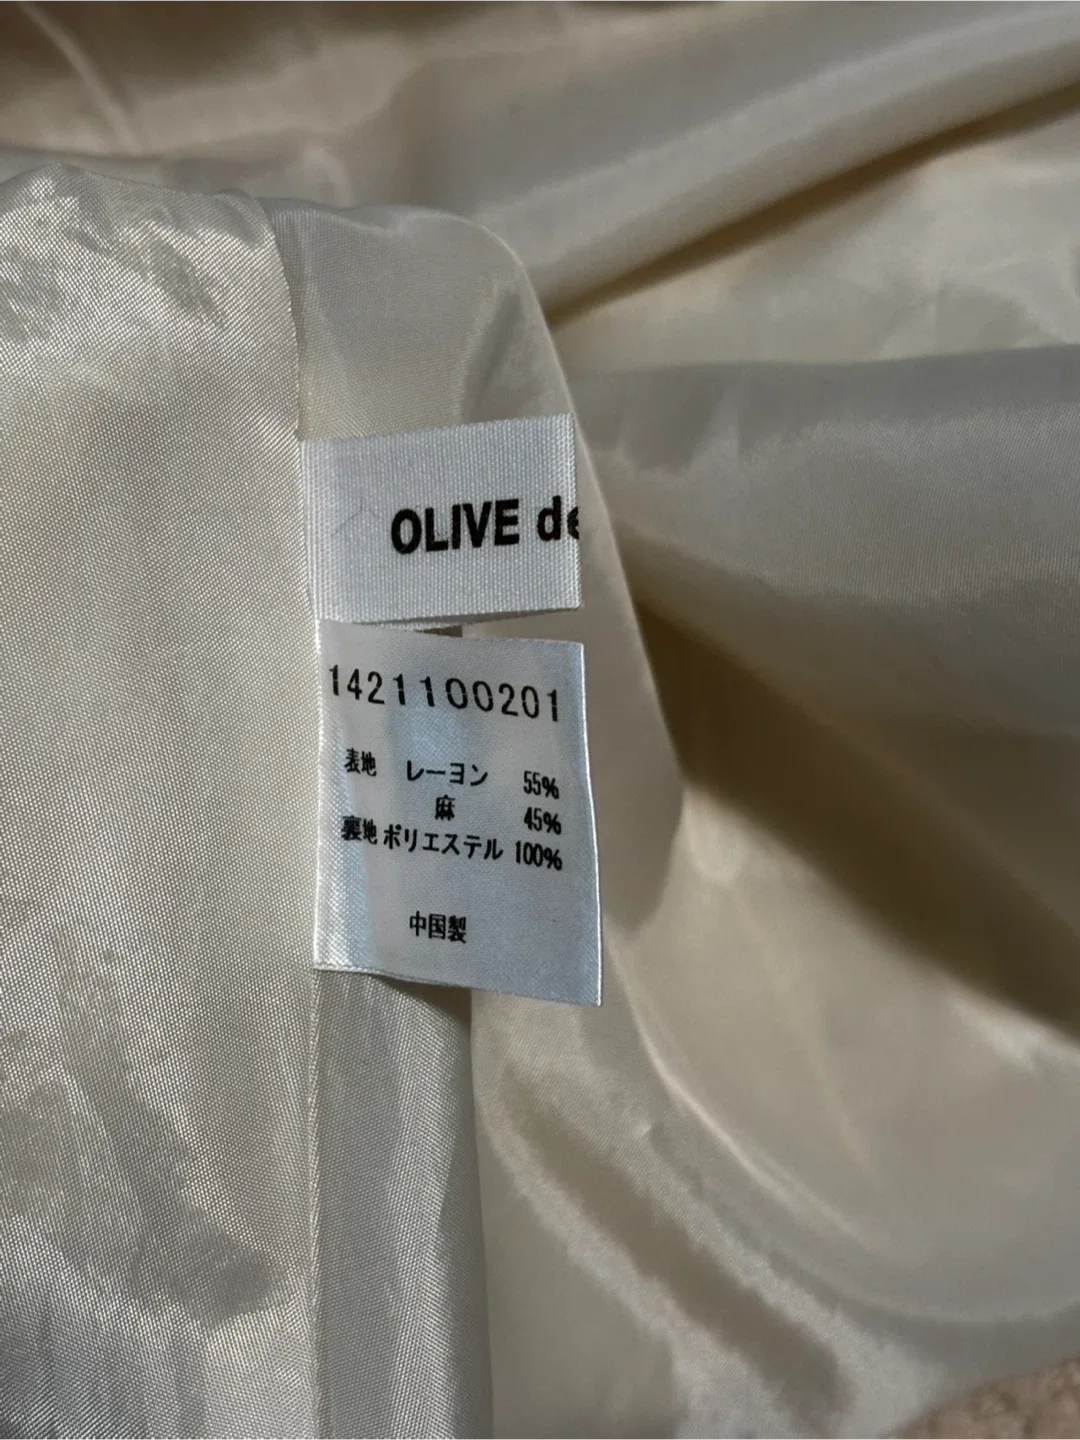 OLIVE de
1421100201
表地 レーヨン 55%
麻 45%
裏地 ポリエステル 100%
中国製